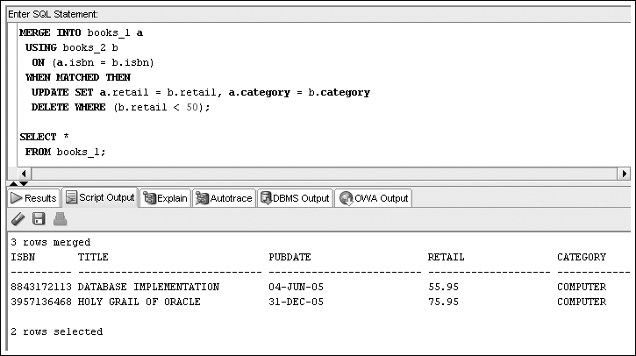 Enter SQL Statement:
MERGE INTO books_1 a
USING books_2 b
ON (a.isbn = b.isbn)
WHEN MATCHED THEN
UPDATE SET a.retail = b.retail, a.category = b.category
DELETE WHERE (b.retail < 50);
SELECT *
FROM books_1;
Results Script Output Explain Autotrace DBMS Output OWA Output
3 rows merged
ISBN TITLE PUBDATE RETAIL CATEGORY
---------- ------------------------------ ------------------------- ---------------------- ------------
8843172113 DATABASE IMPLEMENTATION 04-JUN-05 55.95 COMPUTER
3957136468 HOLY GRAIL OF ORACLE 31-DEC-05 75.95 COMPUTER
2 rows selected